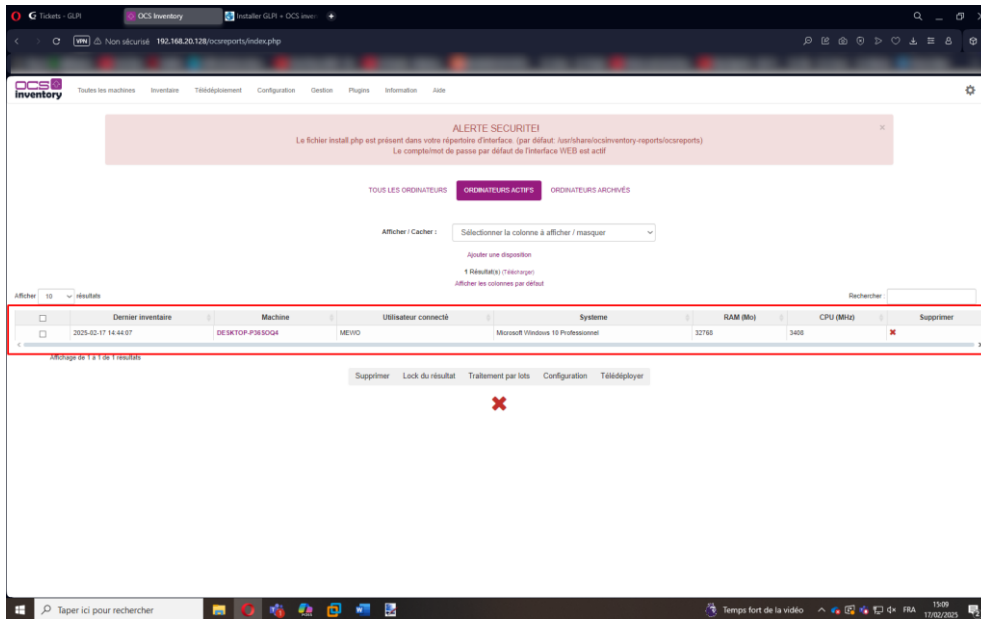 G Tickets - GLPI
OCS Inventory
Installer GLPI + OCS inven
VPN Non sécurisé 192.168.20.128/ocsreports/index.php
OCS inventory
Toutes les machines Inventaire Télédéploiement Configuration Gestion Plugins Information Aide
ALERTE SECURITE!
Le fichier install.php est présent dans votre répertoire d'interface. (par défaut: /usr/share/ocsinventory-reports/ocsreports)
Le compte/mot de passe par défaut de l'interface WEB est actif
TOUS LES ORDINATEURS ORDINATEURS ACTIFS ORDINATEURS ARCHIVÉS
Afficher / Cacher : Sélectionner la colonne à afficher / masquer
Ajouter une disposition
1 Résultat(s) (Télécharger)
Afficher les colonnes par défaut
Afficher 10 résultats Rechercher :
Dernier inventaire Machine Utilisateur connecté Systeme RAM (Mo) CPU (MHz) Supprimer
2025-02-17 14:44:07 MEWO Microsoft Windows 10 Professionnel 32768
Affichage de 1 à 1 de 1 résultats
Supprimer Lock du résultat Traitement par lots Configuration Télédéployer
Taper ici pour rechercher
Temps fort de la vidéo
FRA
15:09
17/02/2025